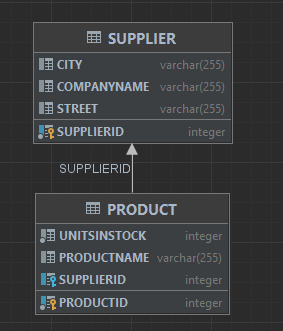 SUPPLIER
CITY varchar(255)
COMPANYNAME varchar(255)
STREET varchar(255)
SUPPLIERID integer
SUPPLIERID
PRODUCT
UNITSINSTOCK integer
PRODUCTNAME varchar(255)
SUPPLIERID integer
PRODUCTID integer